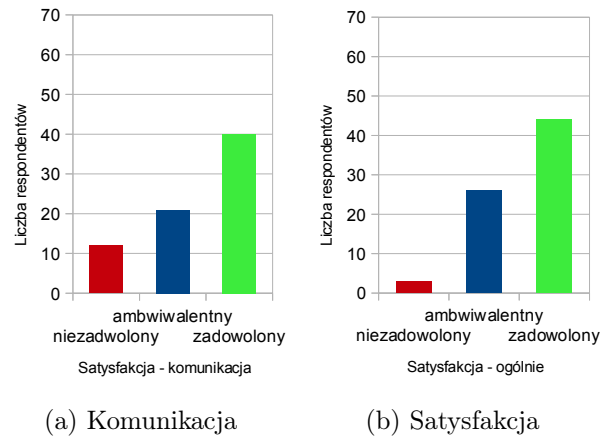 70
60
50
40
30
20
10
0
Liczba respondentów
ambwiwalentny
niezadwolony zadowolony
Satysfakcja - komunikacja
(a) Komunikacja
70
60
50
40
30
20
10
0
Liczba respondentów
ambwiwalentny
niezadowolony zadowolony
Satysfakcja - ogólnie
(b) Satysfakcja